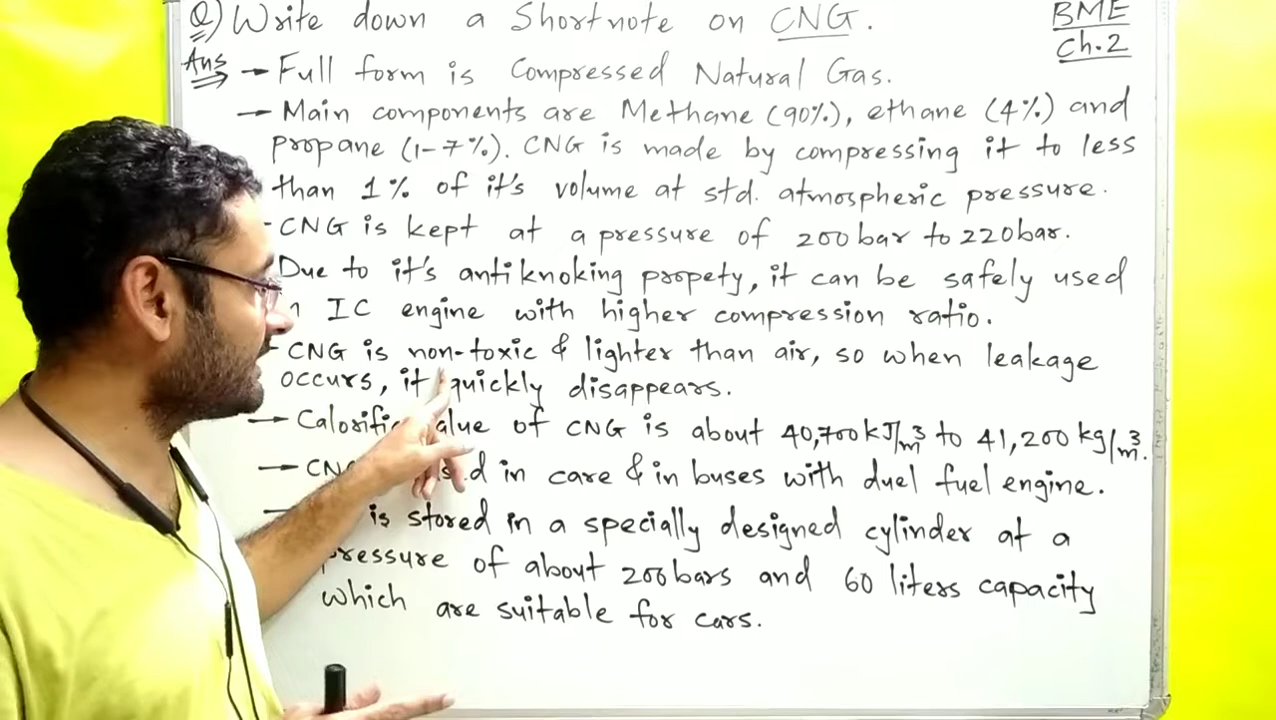 Q) Write down a Shortnote on CNG.
BME
Ch.2
Ans → Full form is Compressed Natural Gas.
→ Main components are Methane (90%), ethane (4%) and
propane (1-7%). CNG is made by compressing it to less
than 1% of it's volume at std. atmospheric pressure.
- CNG is kept at a pressure of 200bar to 220bar.
Due to it's antiknoking propety, it can be safely used
n IC engine with higher compression ratio.
- CNG is non-toxic & lighter than air, so when leakage
occurs, it quickly disappears.
→ Calorific alue of CNG is about 40,700kJ/m³ to 41,200 kg/m³.
→ CNG d in care & in buses with duel fuel engine.
is stored in a specially designed cylinder at a
pressure of about 200bars and 60 liters capacity
which are suitable for cars.